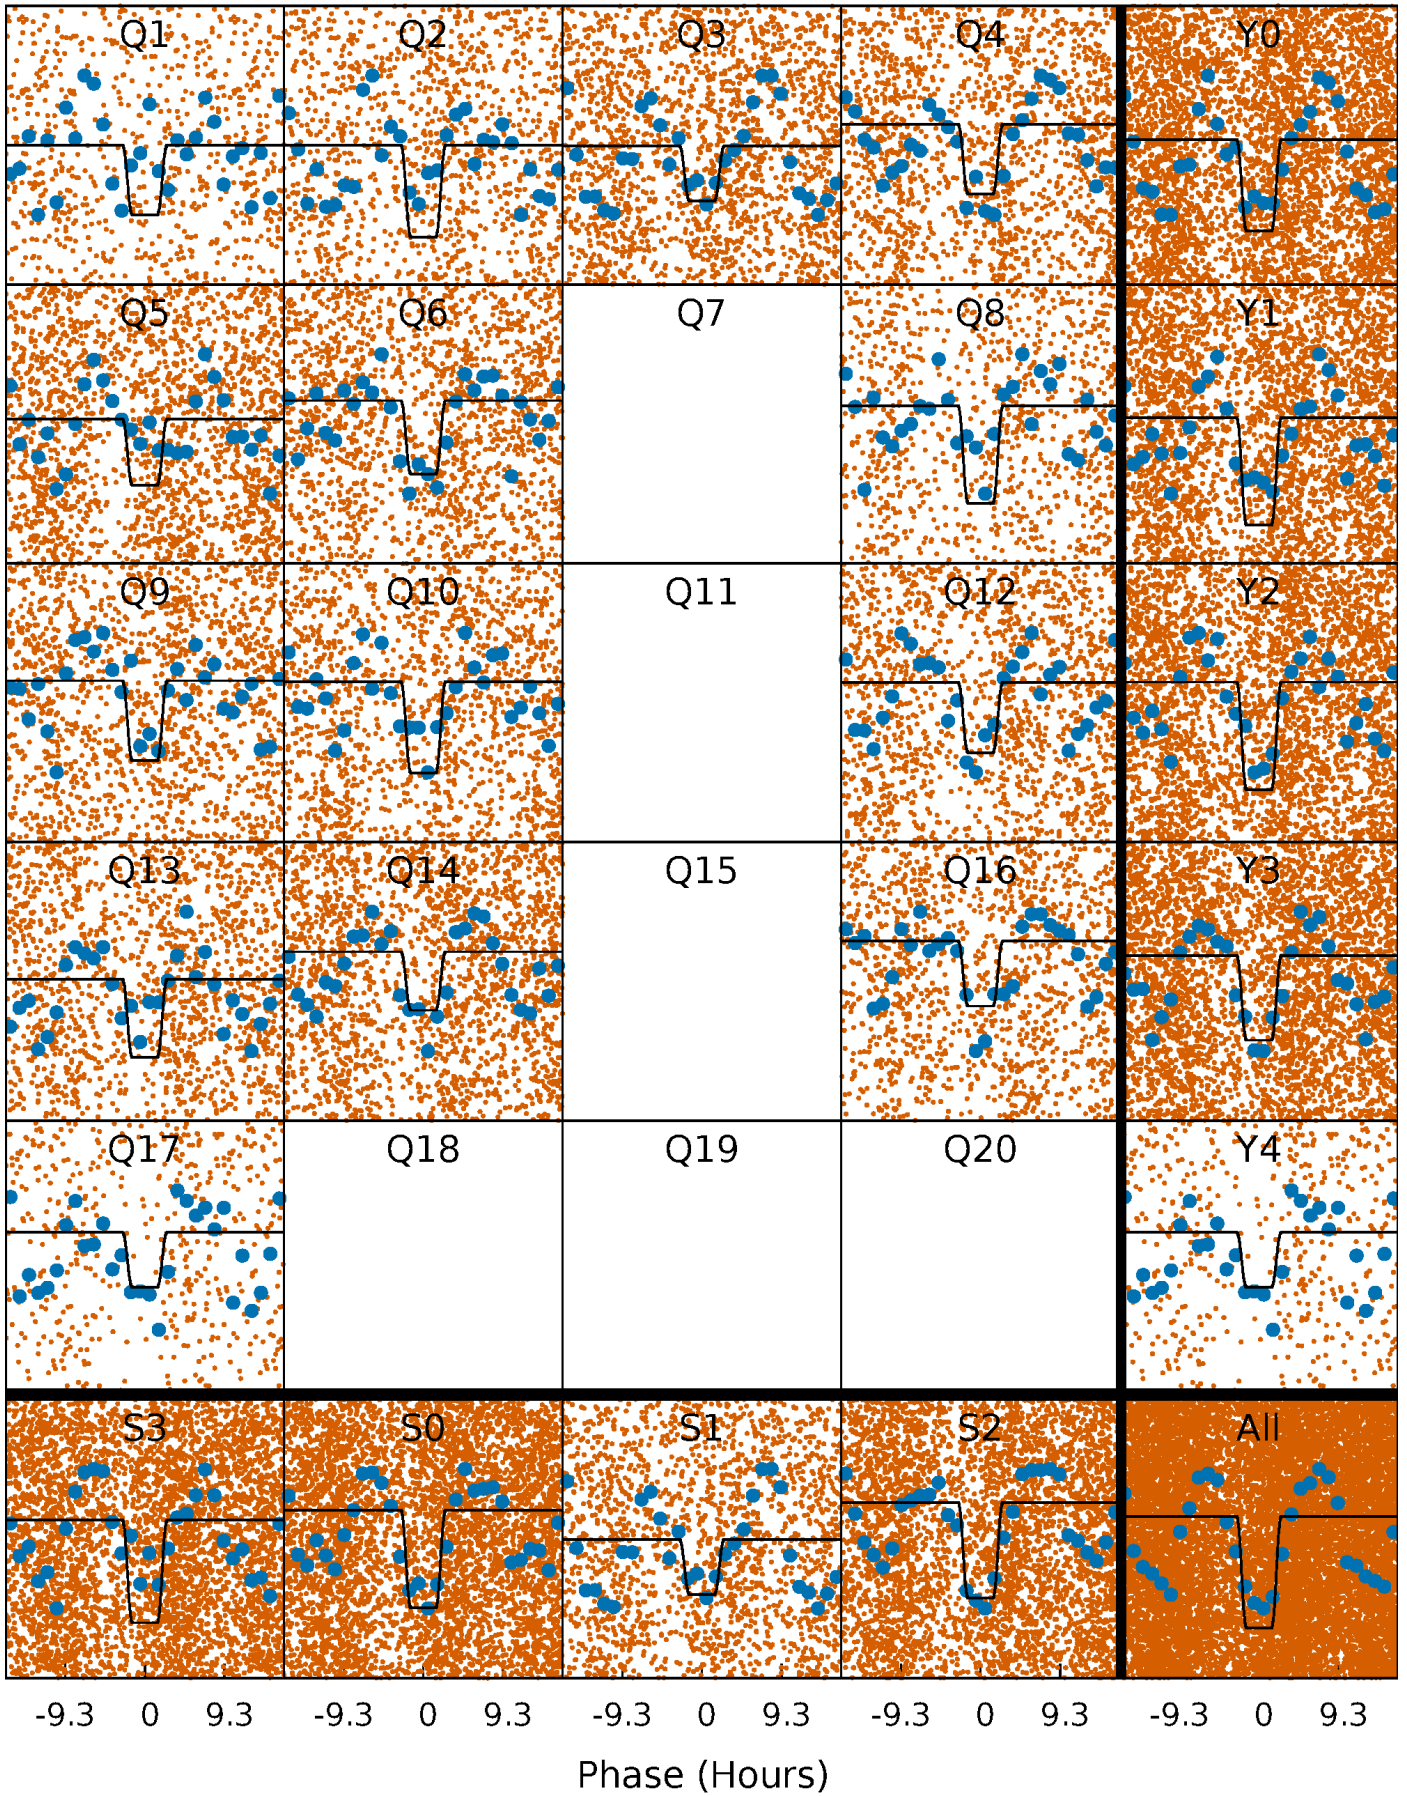 Q1 Q2 Q3 Q4 Y0
Q5 Q6 Q7 Q8 Y1
Q9 Q10 Q11 Q12 Y2
Q13 Q14 Q15 Q16 Y3
Q17 Q18 Q19 Q20 Y4
S3 S0 S1 S2 All
-9.3 0 9.3 -9.3 0 9.3 -9.3 0 9.3 -9.3 0 9.3 -9.3 0 9.3
Phase (Hours)